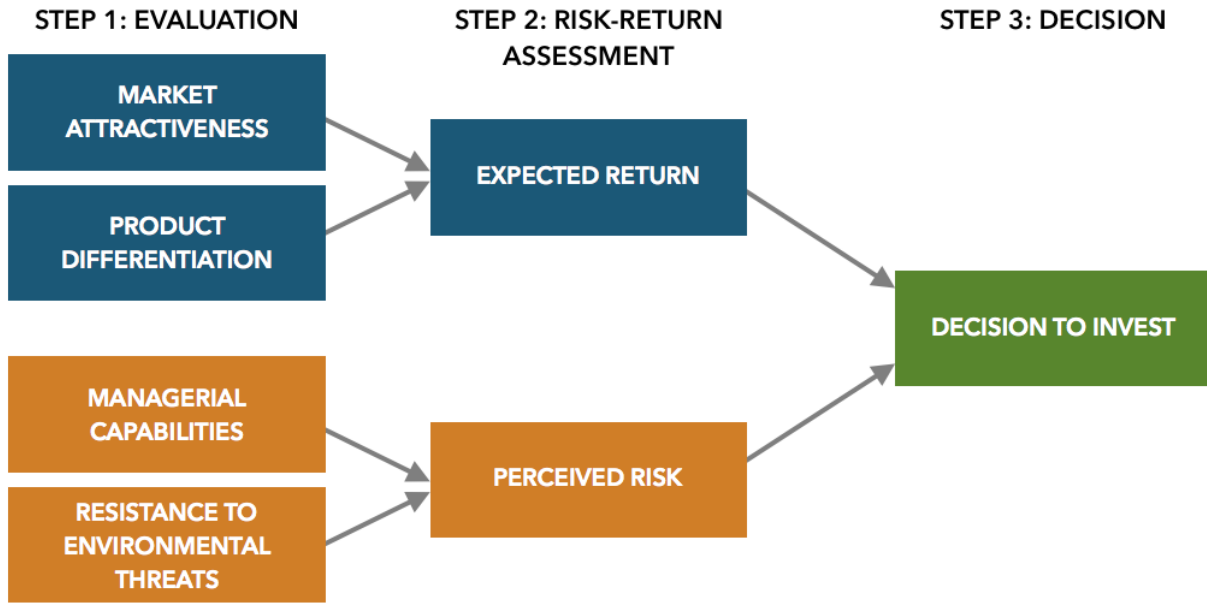 STEP 1: EVALUATION
STEP 2: RISK-RETURN
ASSESSMENT
STEP 3: DECISION
MARKET
ATTRACTIVENESS
PRODUCT
DIFFERENTIATION
MANAGERIAL
CAPABILITIES
RESISTANCE TO
ENVIRONMENTAL
THREATS
EXPECTED RETURN
PERCEIVED RISK
DECISION TO INVEST